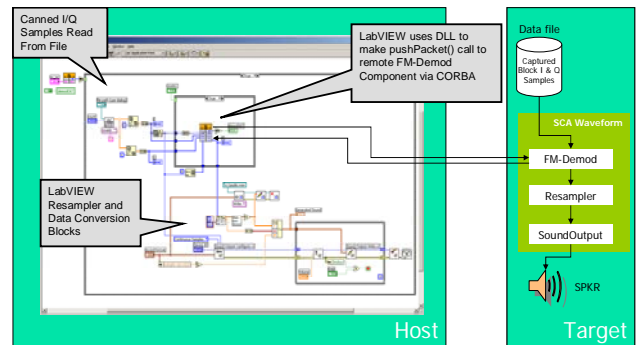 Canned I/Q
Samples Read
From File
LabVIEW uses DLL to
make pushPacket() call to
remote FM-Demod
Component via CORBA
LabVIEW
Resampler and
Data Conversion
Blocks
Host
Data file
Captured
Block I & Q
Samples
SCA Waveform
FM-Demod
Resampler
SoundOutput
SPKR
Target